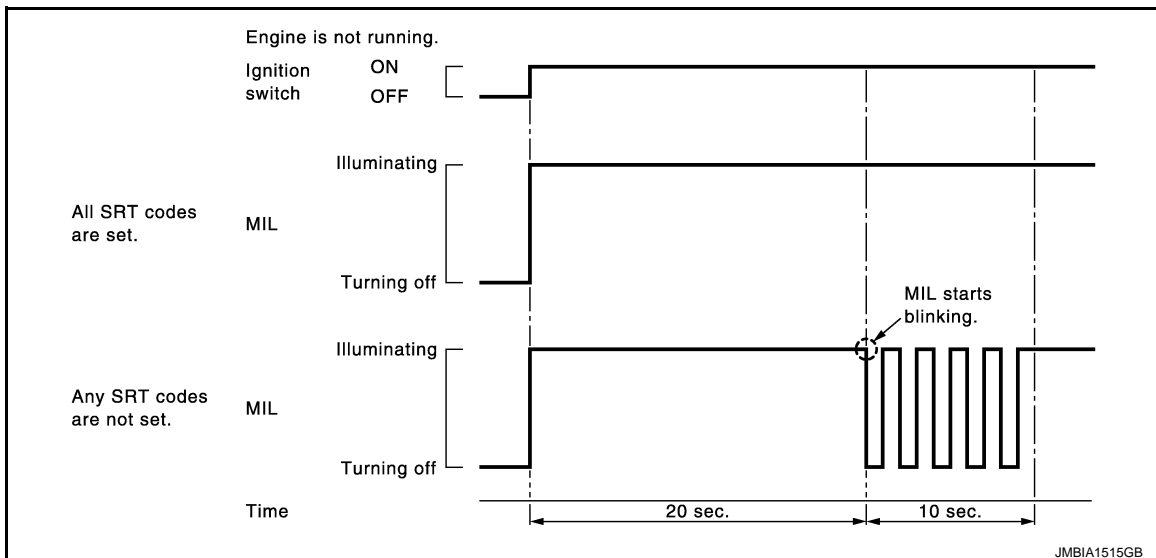 Engine is not running.
Ignition
switch
ON
OFF
All SRT codes
are set.
MIL
Illuminating
Turning off
MIL starts
blinking.
Any SRT codes
are not set.
MIL
Illuminating
Turning off
Time
20 sec.
10 sec.
JMBIA1515GB